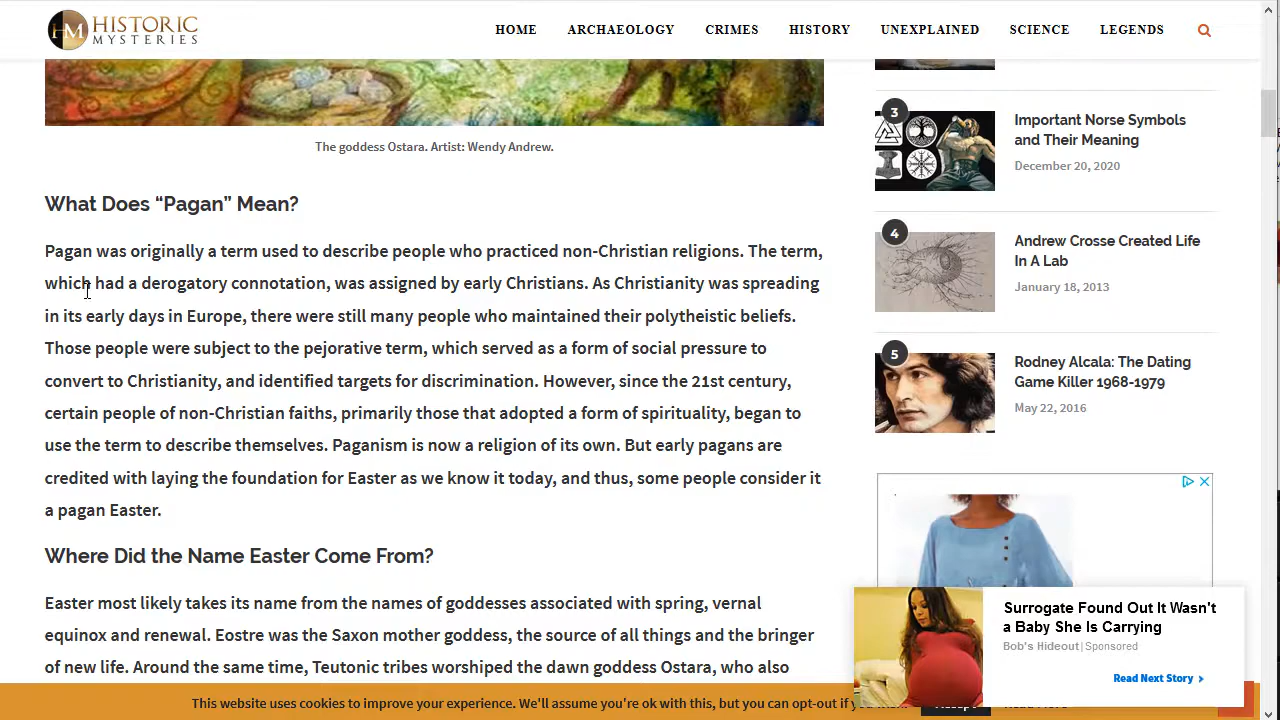 HM HISTORIC
MYSTERIES
HOME ARCHAEOLOGY CRIMES HISTORY UNEXPLAINED SCIENCE LEGENDS
The goddess Ostara. Artist: Wendy Andrew.
What Does “Pagan” Mean?
Pagan was originally a term used to describe people who practiced non-Christian religions. The term,
which had a derogatory connotation, was assigned by early Christians. As Christianity was spreading
in its early days in Europe, there were still many people who maintained their polytheistic beliefs.
Those people were subject to the pejorative term, which served as a form of social pressure to
convert to Christianity, and identified targets for discrimination. However, since the 21st century,
certain people of non-Christian faiths, primarily those that adopted a form of spirituality, began to
use the term to describe themselves. Paganism is now a religion of its own. But early pagans are
credited with laying the foundation for Easter as we know it today, and thus, some people consider it
a pagan Easter.
Where Did the Name Easter Come From?
Easter most likely takes its name from the names of goddesses associated with spring, vernal
equinox and renewal. Eostre was the Saxon mother goddess, the source of all things and the bringer
of new life. Around the same time, Teutonic tribes worshiped the dawn goddess Ostara, who also
3
Important Norse Symbols
and Their Meaning
December 20, 2020
4
Andrew Crosse Created Life
In A Lab
January 18, 2013
5
Rodney Alcala: The Dating
Game Killer 1968-1979
May 22, 2016
Surrogate Found Out It Wasn't
a Baby She Is Carrying
Bob's Hideout | Sponsored
Read Next Story
This website uses cookies to improve your experience. We'll assume you're ok with this, but you can opt-out if